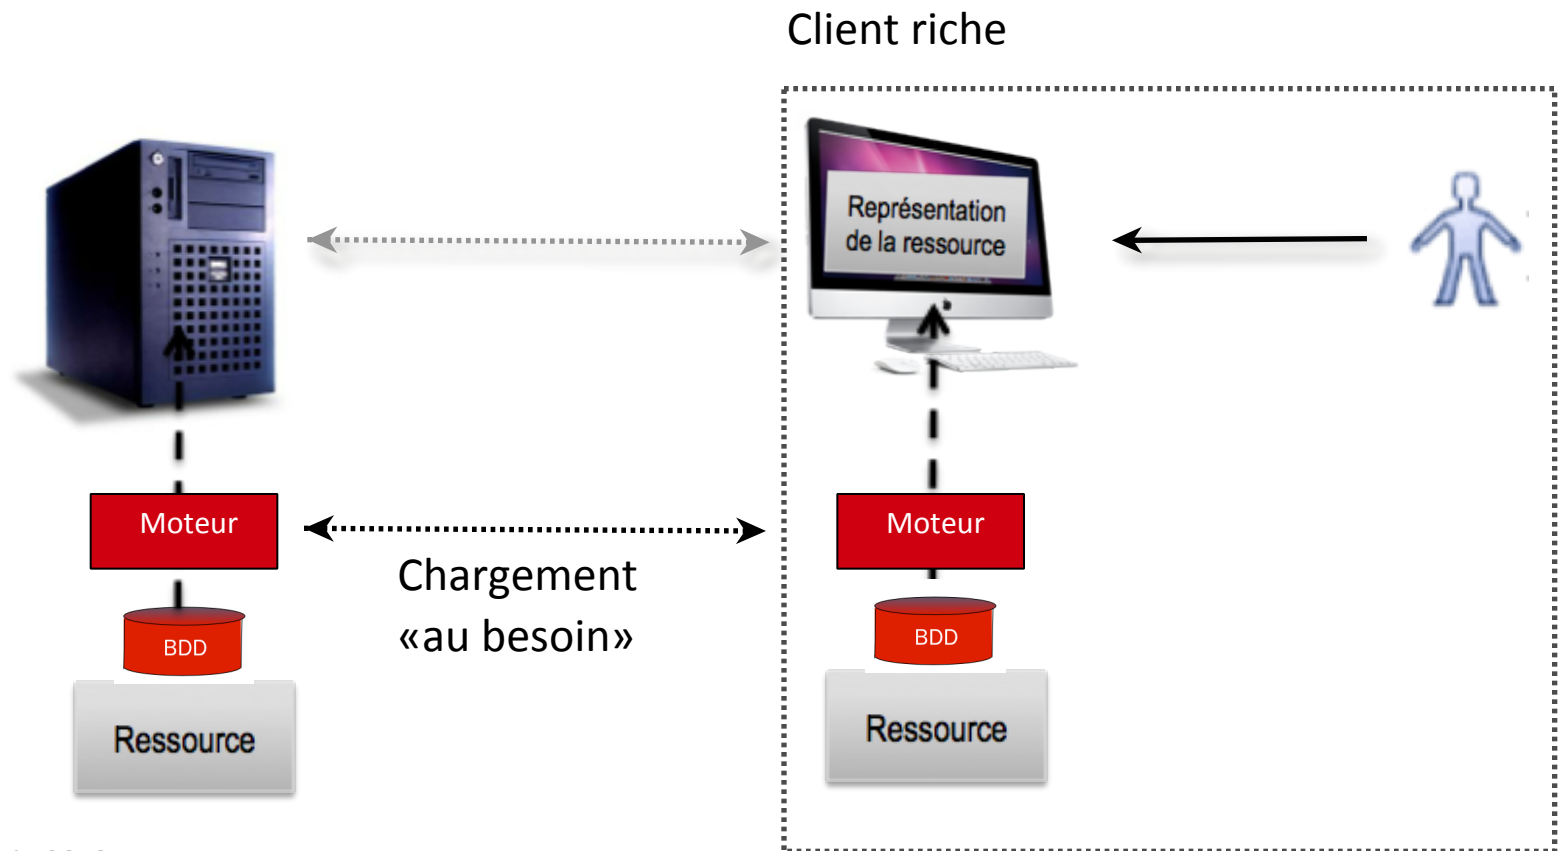 Client riche
Représentation
de la ressource
Moteur
Moteur
Chargement
«au besoin»
BDD
BDD
Ressource
Ressource